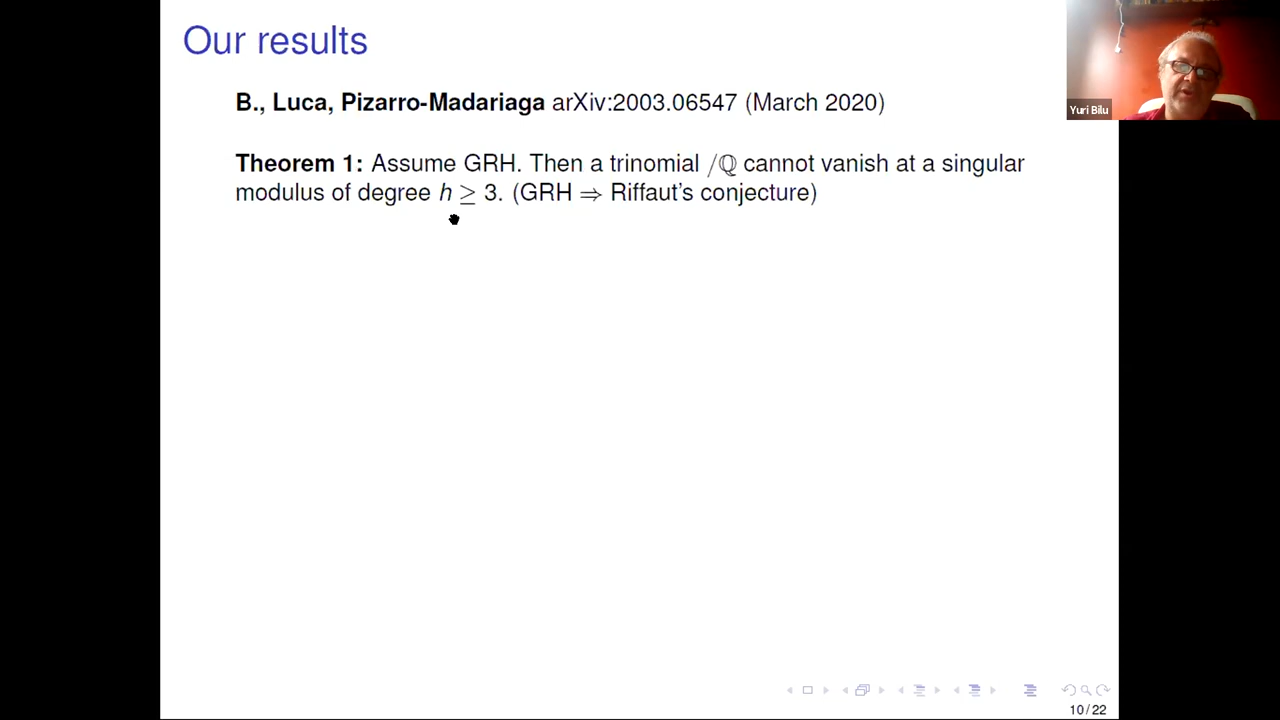 Our results
B., Luca, Pizarro-Madariaga arXiv:2003.06547 (March 2020)
Theorem 1: Assume GRH. Then a trinomial /ℚ cannot vanish at a singular
modulus of degree h ≥ 3. (GRH ⇒ Riffaut's conjecture)
Yuri Bilu
10/22